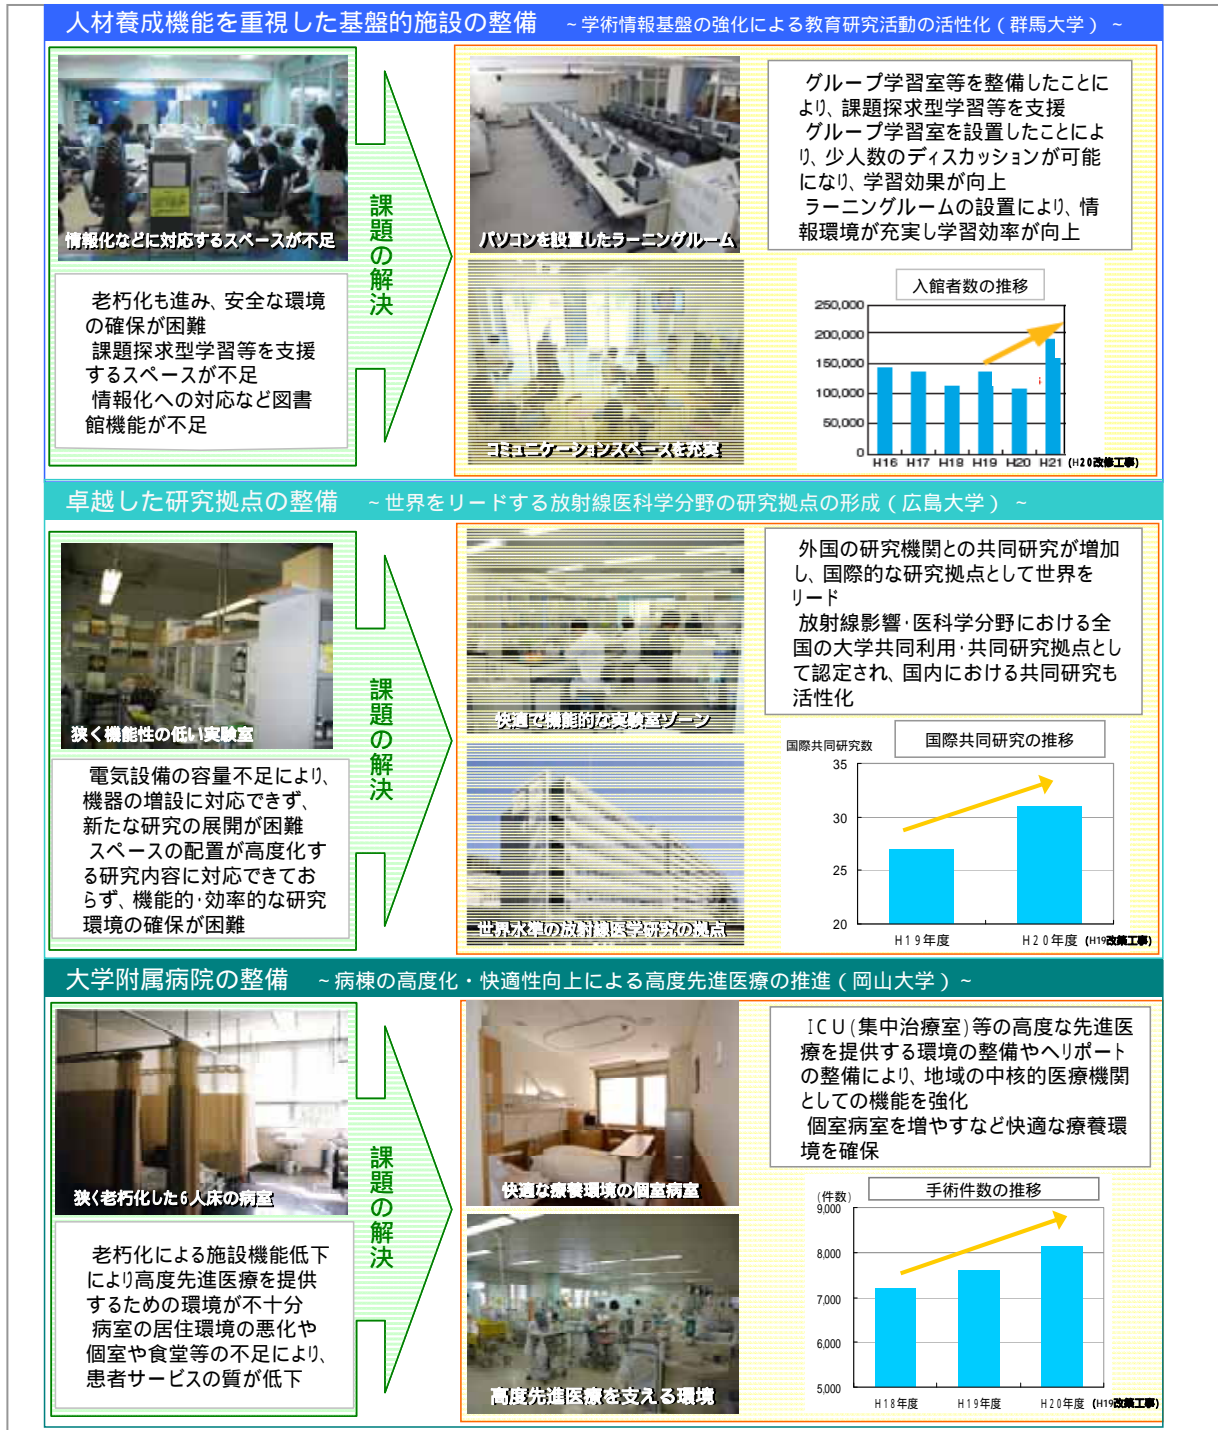 人材養成機能を重視した基盤的施設の整備 ～学術情報基盤の強化による教育研究活動の活性化（群馬大学）～
情報化などに対応するスペースが不足
老朽化も進み、安全な環境
の確保が困難
課題探求型学習等を支援
するスペースが不足
情報化への対応など図書
館機能が不足
課題の解決
パソコンを設置したラーニングルーム
コミュニケーションスペースを充実
グループ学習室等を整備したことに
より、課題探求型学習等を支援
グループ学習室を設置したことによ
り、少人数のディスカッションが可能
になり、学習効果が向上
ラーニングルームの設置により、情
報環境が充実し学習効率が向上
入館者数の推移
250,000
200,000
150,000
100,000
50,000
0
H16 H17 H18 H19 H20 H21 (H20改修工事)
卓越した研究拠点の整備 ～世界をリードする放射線医科学分野の研究拠点の形成（広島大学）～
狭く機能性の低い実験室
電気設備の容量不足により、
機器の増設に対応できず、
新たな研究の展開が困難
スペースの配置が高度化す
る研究内容に対応できてお
らず、機能的・効率的な研究
環境の確保が困難
課題の解決
快適で機能的な実験室ゾーン
世界水準の放射線医学研究の拠点
外国の研究機関との共同研究が増加
し、国際的な研究拠点として世界を
リード
放射線影響・医科学分野における全
国の大学共同利用・共同研究拠点とし
て認定され、国内における共同研究も
活性化
国際共同研究数
国際共同研究の推移
35
30
25
20
H19年度 H20年度 (H19改築工事)
大学附属病院の整備 ～病棟の高度化・快適性向上による高度先進医療の推進（岡山大学）～
狭く老朽化した6人床の病室
老朽化による施設機能低下
により高度先進医療を提供
するための環境が不十分
病室の居住環境の悪化や
個室や食堂等の不足により、
患者サービスの質が低下
課題の解決
快適な療養環境の個室病室
高度先進医療を支える環境
ICU(集中治療室)等の高度な先進医
療を提供する環境の整備やヘリポート
の整備により、地域の中核的医療機関
としての機能を強化
個室病室を増やすなど快適な療養環
境を確保
(件数)
手術件数の推移
9,000
8,000
7,000
6,000
5,000
H18年度 H19年度 H20年度 (H19改築工事)